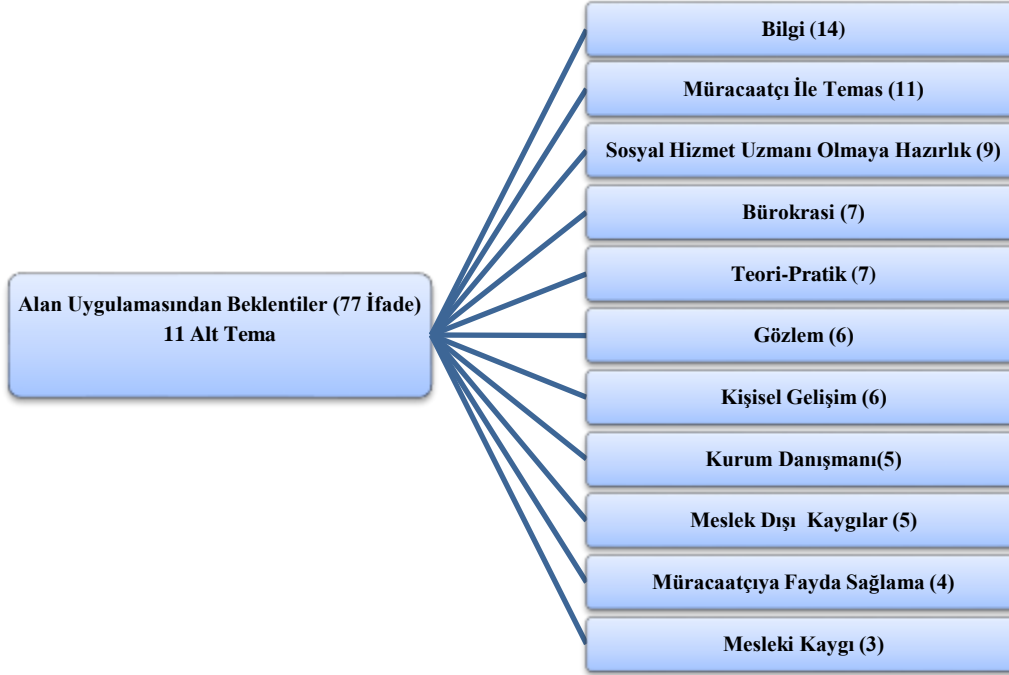 Alan Uygulamasından Beklentiler (77 İfade)
11 Alt Tema
Bilgi (14)
Müracaatçı İle Temas (11)
Sosyal Hizmet Uzmanı Olmaya Hazırlık (9)
Bürokrasi (7)
Teori-Pratik (7)
Gözlem (6)
Kişisel Gelişim (6)
Kurum Danışmanı(5)
Meslek Dışı Kaygılar (5)
Müracaatçıya Fayda Sağlama (4)
Mesleki Kaygı (3)